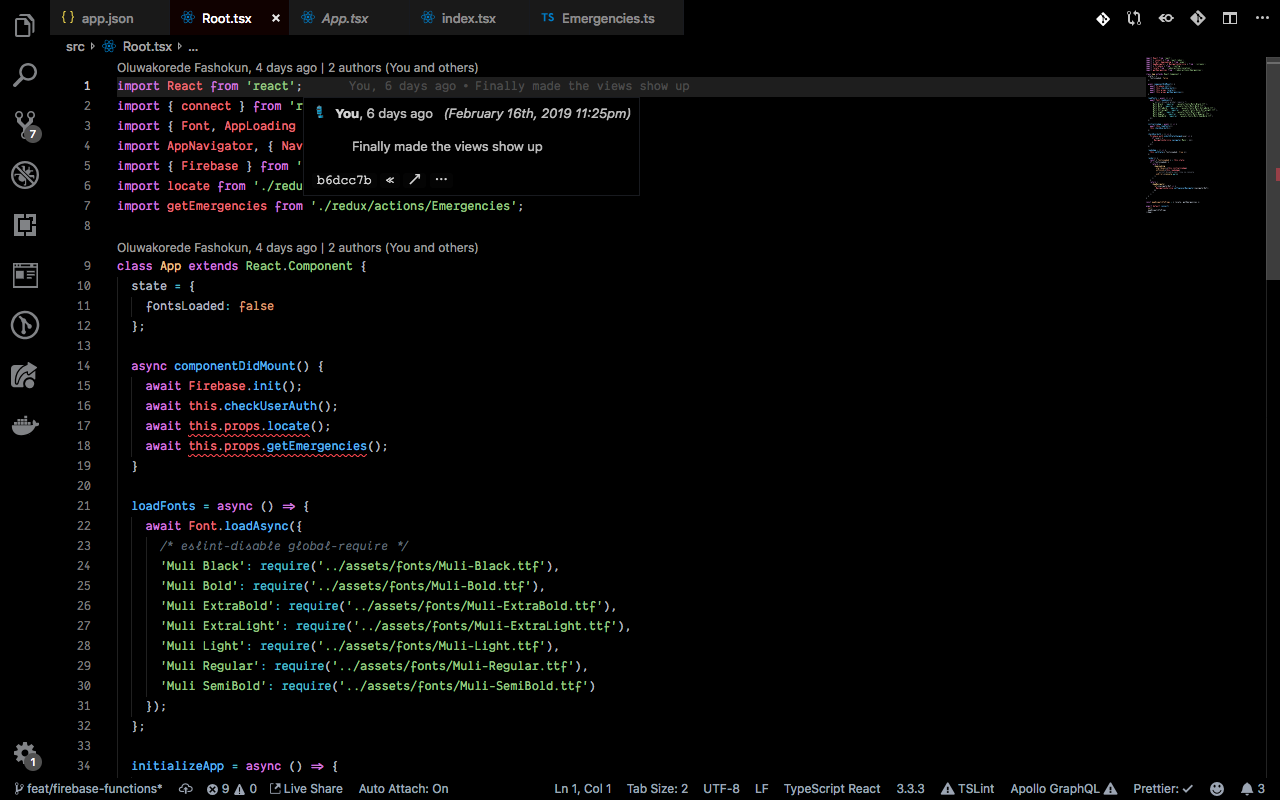 { } app.json Root.tsx × App.tsx index.tsx TS Emergencies.ts
src Root.tsx ...
Oluwakorede Fashokun, 4 days ago | 2 authors (You and others)
1 import React from 'react'; You, 6 days ago • Finally made the views show up
2 import { connect } from 'r
You, 6 days ago (February 16th, 2019 11:25pm)
3 import { Font, AppLoading
4 import AppNavigator, { Nav
Finally made the views show up
5 import { Firebase } from '
6 import locate from './redu
b6dcc7b « ↗ ...
7 import getEmergencies from './redux/actions/Emergencies';
8
Oluwakorede Fashokun, 4 days ago | 2 authors (You and others)
9 class App extends React.Component {
10 state = {
11 fontsLoaded: false
12 };
13
14 async componentDidMount() {
15 await Firebase.init();
16 await this.checkUserAuth();
17 await this.props.locate();
18 await this.props.getEmergencies();
19 }
20
21 loadFonts = async () => {
22 await Font.loadAsync({
23 /* eslint-disable global-require */
24 'Muli Black': require('../assets/fonts/Muli-Black.ttf'),
25 'Muli Bold': require('../assets/fonts/Muli-Bold.ttf'),
26 'Muli ExtraBold': require('../assets/fonts/Muli-ExtraBold.ttf'),
27 'Muli ExtraLight': require('../assets/fonts/Muli-ExtraLight.ttf'),
28 'Muli Light': require('../assets/fonts/Muli-Light.ttf'),
29 'Muli Regular': require('../assets/fonts/Muli-Regular.ttf'),
30 'Muli SemiBold': require('../assets/fonts/Muli-SemiBold.ttf')
31 });
32 };
33
34 initializeApp = async () => {
7
1
feat/firebase-functions* 9 0 Live Share Auto Attach: On Ln 1, Col 1 Tab Size: 2 UTF-8 LF TypeScript React 3.3.3 TSLint Apollo GraphQL Prettier: ✓ 3